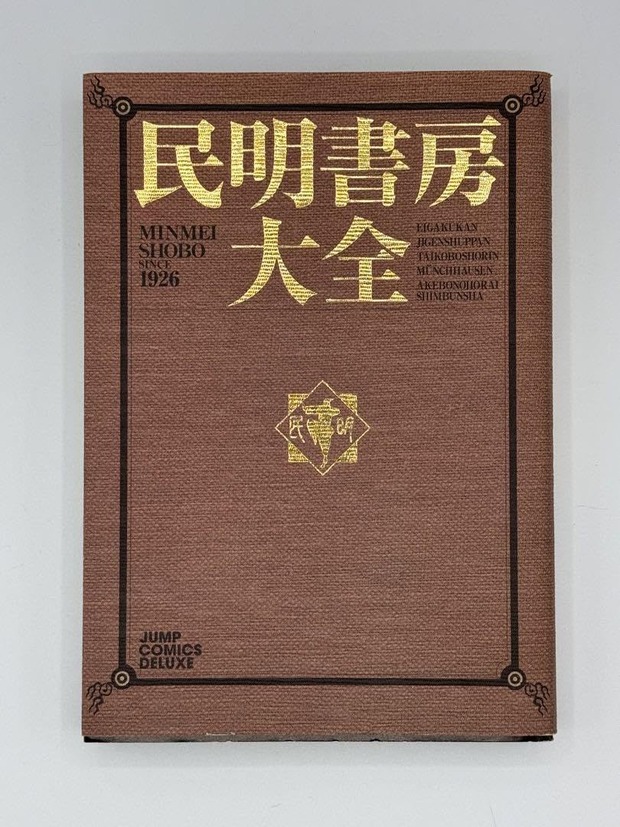 民明書房
大全
MINMEI
SHOBO
SINCE
1926
EIGAKUKAN
JIGENSHUPPAN
TAIKOBOSHORIN
MÜNCHHAUSEN
AKEBONOHORAI
SHIMBUNSHA
民明
JUMP
COMICS
DELUXE